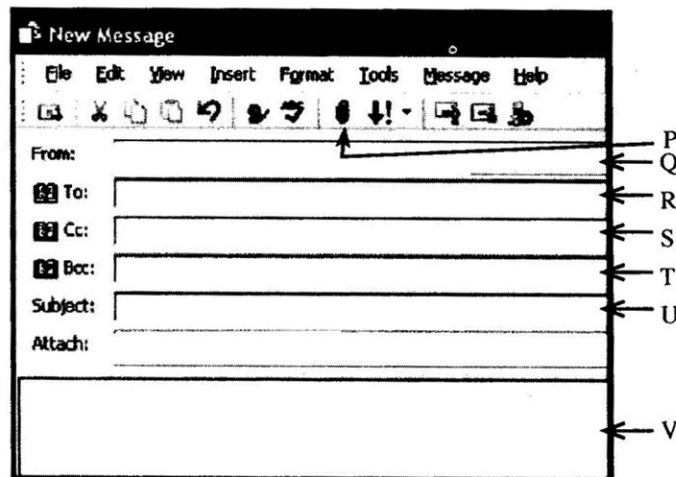 New Message
File Edit View Insert Format Tools Message Help
P
From:
Q
To:
R
Cc:
S
Bcc:
T
Subject:
U
Attach:
V